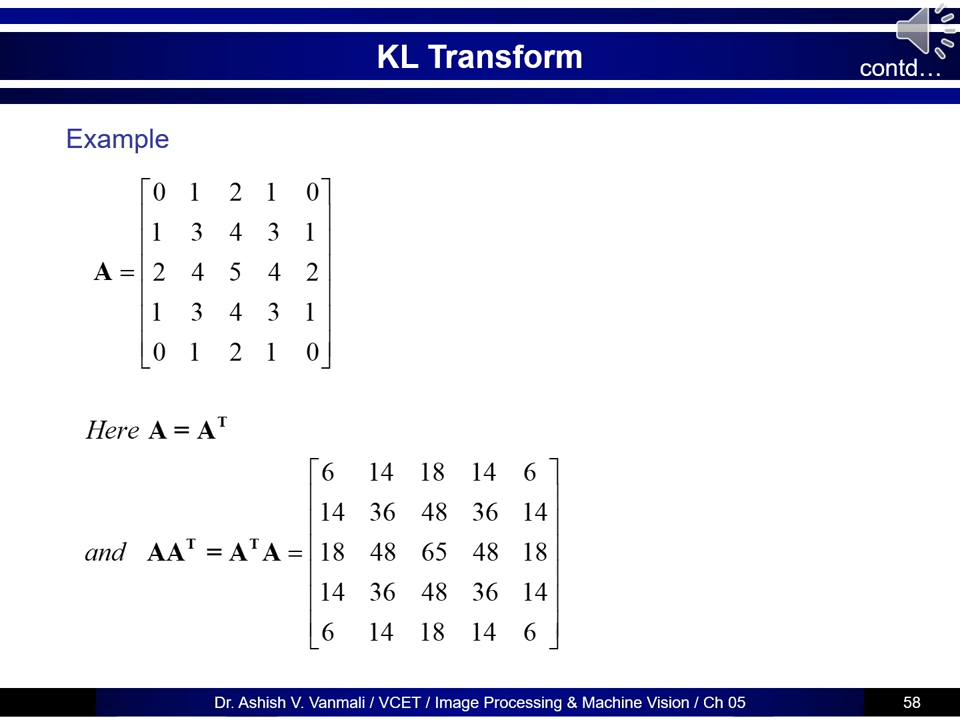 KL Transform
contd…
Example
A = [0 1 2 1 0
1 3 4 3 1
2 4 5 4 2
1 3 4 3 1
0 1 2 1 0]
Here A = Aᵀ
and AAᵀ = AᵀA = [6 14 18 14 6
14 36 48 36 14
18 48 65 48 18
14 36 48 36 14
6 14 18 14 6]
Dr. Ashish V. Vanmali / VCET / Image Processing & Machine Vision / Ch 05
58